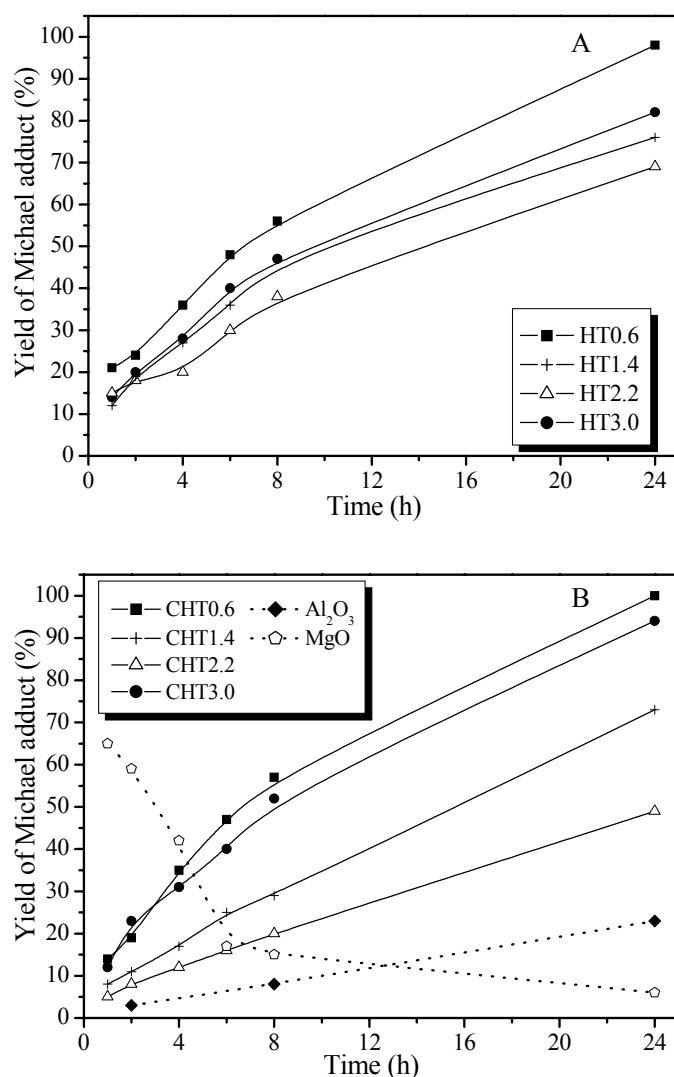 A
Yield of Michael adduct (%)
100
90
80
70
60
50
40
30
20
10
0
HT0.6
HT1.4
HT2.2
HT3.0
0 4 8 12 16 20 24
Time (h)
B
Yield of Michael adduct (%)
100
90
80
70
60
50
40
30
20
10
0
CHT0.6
CHT1.4
CHT2.2
CHT3.0
Al₂O₃
MgO
0 4 8 12 16 20 24
Time (h)